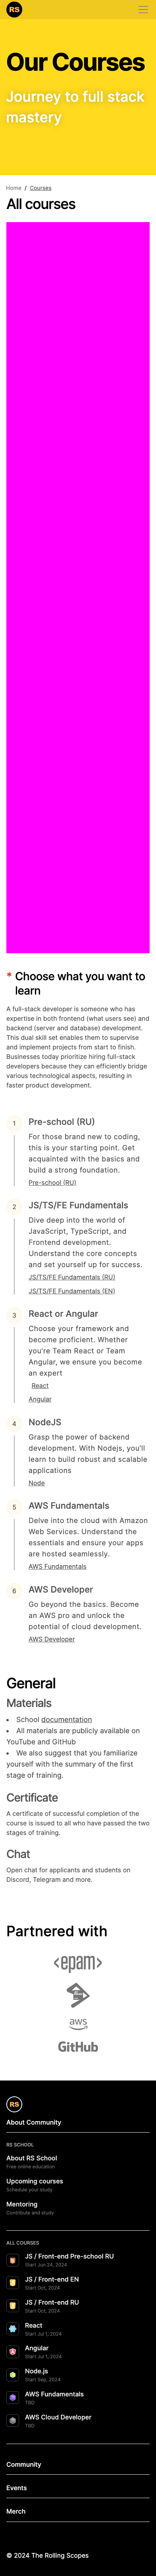 RS
Our Courses
Journey to full stack
mastery
Home / Courses
All courses
* Choose what you want to
learn
A full-stack developer is someone who has
expertise in both frontend (what users see) and
backend (server and database) development.
This dual skill set enables them to supervise
and implement projects from start to finish.
Businesses today prioritize hiring full-stack
developers because they can efficiently bridge
various technological aspects, resulting in
faster product development.
1
Pre-school (RU)
For those brand new to coding,
this is your starting point. Get
acquainted with the basics and
build a strong foundation.
Pre-school (RU)
2
JS/TS/FE Fundamentals
Dive deep into the world of
JavaScript, TypeScript, and
Frontend development.
Understand the core concepts
and set yourself up for success.
JS/TS/FE Fundamentals (RU)
JS/TS/FE Fundamentals (EN)
3
React or Angular
Choose your framework and
become proficient. Whether
you're Team React or Team
Angular, we ensure you become
an expert
React
Angular
4
NodeJS
Grasp the power of backend
development. With Nodejs, you'll
learn to build robust and scalable
applications
Node
5
AWS Fundamentals
Delve into the cloud with Amazon
Web Services. Understand the
essentials and ensure your apps
are hosted seamlessly.
AWS Fundamentals
6
AWS Developer
Go beyond the basics. Become
an AWS pro and unlock the
potential of cloud development.
AWS Developer
General
Materials
• School documentation
• All materials are publicly available on
YouTube and GitHub
• We also suggest that you familiarize
yourself with the summary of the first
stage of training.
Certificate
A certificate of successful completion of the
course is issued to all who have passed the two
stages of training.
Chat
Open chat for applicants and students on
Discord, Telegram and more.
Partnered with
<epam>
aws
GitHub
RS
About Community
RS SCHOOL
About RS School
Free online education
Upcoming courses
Schedule your study
Mentoring
Contribute and study
ALL COURSES
JS / Front-end Pre-school RU
Start Jun 24, 2024
JS / Front-end EN
Start Oct, 2024
JS / Front-end RU
Start Oct, 2024
React
Start Jul 1, 2024
Angular
Start Jul 1, 2024
Node.js
Start Sep, 2024
AWS Fundamentals
TBD
AWS Cloud Developer
TBD
Community
Events
Merch
© 2024 The Rolling Scopes